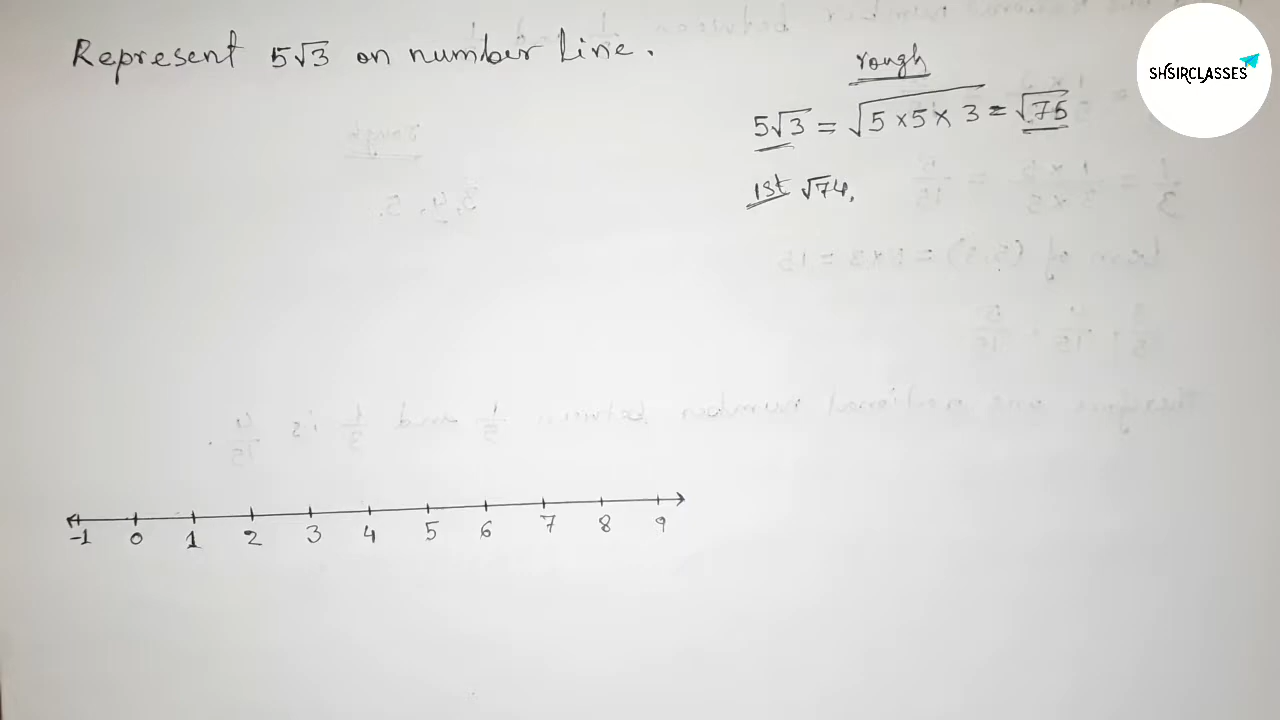 Represent 5√3 on number line.
rough
5√3 = √5×5×3 = √75
1st √74,
SHSIRCLASSES
-1 0 1 2 3 4 5 6 7 8 9